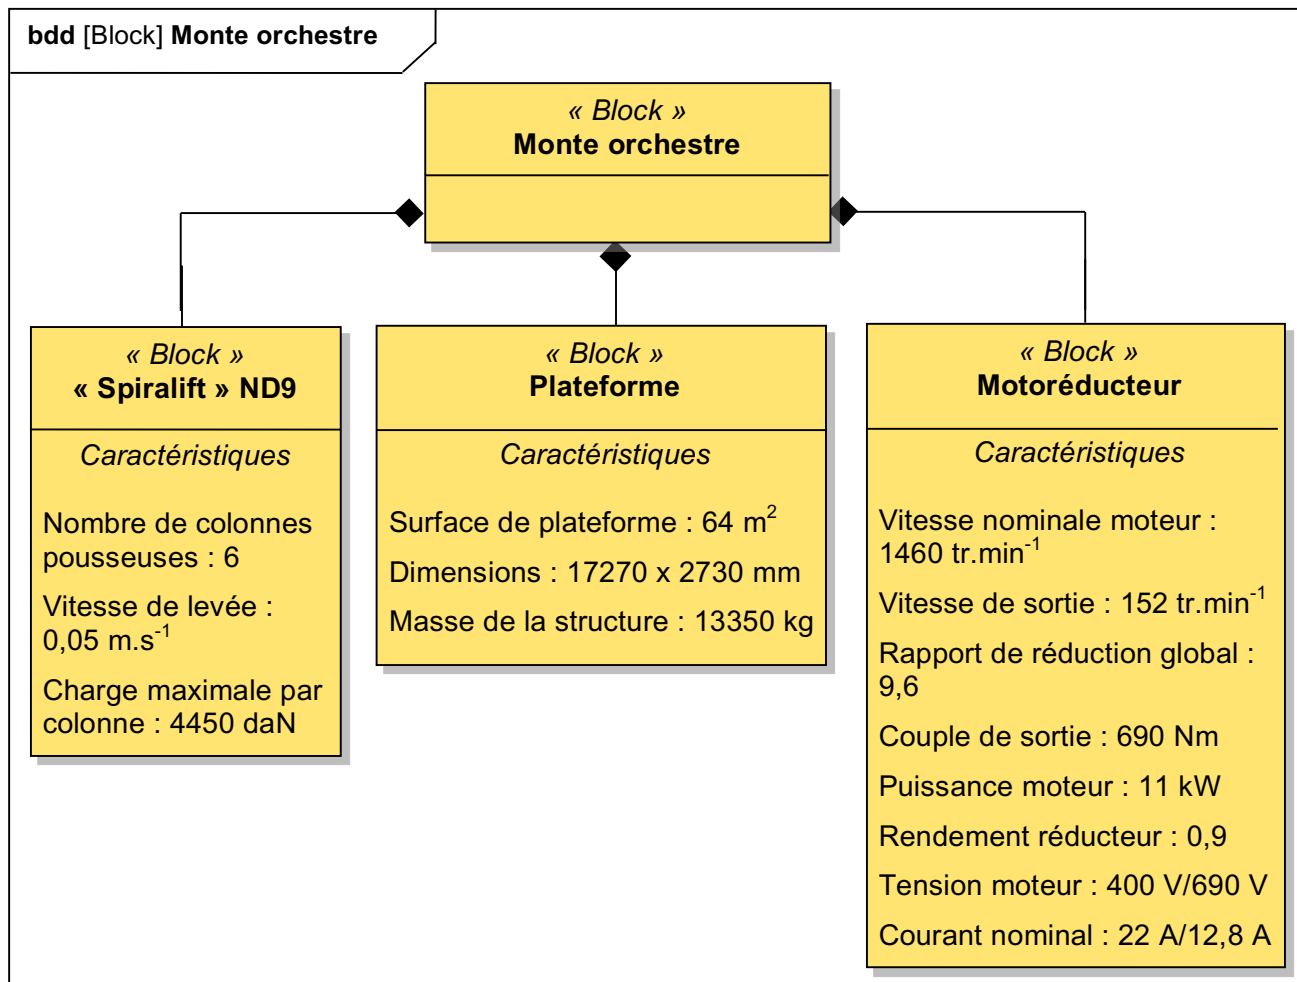 bdd [Block] Monte orchestre
« Block »
Monte orchestre
« Block »
« Spiralift » ND9
Caractéristiques
Nombre de colonnes
pousseuses : 6
Vitesse de levée :
0,05 m.s⁻¹
Charge maximale par
colonne : 4450 daN
« Block »
Plateforme
Caractéristiques
Surface de plateforme : 64 m²
Dimensions : 17270 x 2730 mm
Masse de la structure : 13350 kg
« Block »
Motoréducteur
Caractéristiques
Vitesse nominale moteur :
1460 tr.min⁻¹
Vitesse de sortie : 152 tr.min⁻¹
Rapport de réduction global :
9,6
Couple de sortie : 690 Nm
Puissance moteur : 11 kW
Rendement réducteur : 0,9
Tension moteur : 400 V/690 V
Courant nominal : 22 A/12,8 A